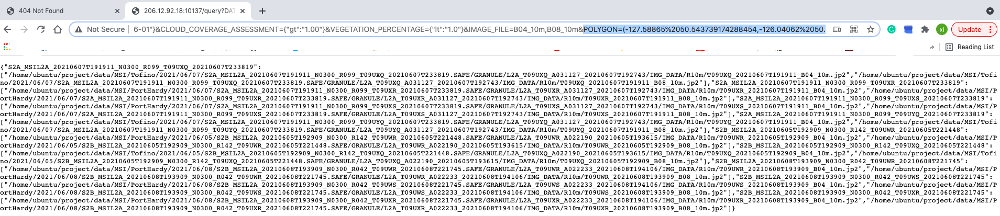 404 Not Found
206.12.92.18:10137/query?DAT
Not Secure
6-01"}&CLOUD_COVERAGE_ASSESSMENT={"gt":"1.00"}&VEGETATION_PERCENTAGE={"lt":"1.0"}&IMAGE_FILE=B04_10m,B08_10m&POLYGON=(-127.58865%2050.543739174288454,-126.04062%2050.
xi
Update
Reading List
{"S2A_MSIL2A_20210607T191911_N0300_R099_T09UXQ_20210607T233819":
["/home/ubuntu/project/data/MSI/Tofino/2021/06/07/S2A_MSIL2A_20210607T191911_N0300_R099_T09UXQ_20210607T233819.SAFE/GRANULE/L2A_T09UXQ_A031127_20210607T192743/IMG_DATA/R10m/T09UXQ_20210607T191911_B04_10m.jp2","/home/ubuntu/project/data/MSI/Tofi
no/2021/06/07/S2A_MSIL2A_20210607T191911_N0300_R099_T09UXQ_20210607T233819.SAFE/GRANULE/L2A_T09UXQ_A031127_20210607T192743/IMG_DATA/R10m/T09UXQ_20210607T191911_B08_10m.jp2"],"S2A_MSIL2A_20210607T191911_N0300_R099_T09UXR_20210607T233819":
["/home/ubuntu/project/data/MSI/PortHardy/2021/06/07/S2A_MSIL2A_20210607T191911_N0300_R099_T09UXR_20210607T233819.SAFE/GRANULE/L2A_T09UXR_A031127_20210607T192743/IMG_DATA/R10m/T09UXR_20210607T191911_B04_10m.jp2","/home/ubuntu/project/data/MSI/P
ortHardy/2021/06/07/S2A_MSIL2A_20210607T191911_N0300_R099_T09UXR_20210607T233819.SAFE/GRANULE/L2A_T09UXR_A031127_20210607T192743/IMG_DATA/R10m/T09UXR_20210607T191911_B08_10m.jp2"],"S2A_MSIL2A_20210607T191911_N0300_R099_T09UXS_20210607T233819":
["/home/ubuntu/project/data/MSI/PortHardy/2021/06/07/S2A_MSIL2A_20210607T191911_N0300_R099_T09UXS_20210607T233819.SAFE/GRANULE/L2A_T09UXS_A031127_20210607T192743/IMG_DATA/R10m/T09UXS_20210607T191911_B04_10m.jp2","/home/ubuntu/project/data/MSI/P
ortHardy/2021/06/07/S2A_MSIL2A_20210607T191911_N0300_R099_T09UXS_20210607T233819.SAFE/GRANULE/L2A_T09UXS_A031127_20210607T192743/IMG_DATA/R10m/T09UXS_20210607T191911_B08_10m.jp2"],"S2A_MSIL2A_20210607T191911_N0300_R099_T09UYQ_20210607T233819":
["/home/ubuntu/project/data/MSI/Tofino/2021/06/07/S2A_MSIL2A_20210607T191911_N0300_R099_T09UYQ_20210607T233819.SAFE/GRANULE/L2A_T09UYQ_A031127_20210607T192743/IMG_DATA/R10m/T09UYQ_20210607T191911_B04_10m.jp2","/home/ubuntu/project/data/MSI/Tofi
no/2021/06/07/S2A_MSIL2A_20210607T191911_N0300_R099_T09UYQ_20210607T233819.SAFE/GRANULE/L2A_T09UYQ_A031127_20210607T192743/IMG_DATA/R10m/T09UYQ_20210607T191911_B08_10m.jp2"],"S2B_MSIL2A_20210605T192909_N0300_R142_T09UWR_20210605T221448":
["/home/ubuntu/project/data/MSI/PortHardy/2021/06/05/S2B_MSIL2A_20210605T192909_N0300_R142_T09UWR_20210605T221448.SAFE/GRANULE/L2A_T09UWR_A022190_20210605T193615/IMG_DATA/R10m/T09UWR_20210605T192909_B04_10m.jp2","/home/ubuntu/project/data/MSI/P
ortHardy/2021/06/05/S2B_MSIL2A_20210605T192909_N0300_R142_T09UWR_20210605T221448.SAFE/GRANULE/L2A_T09UWR_A022190_20210605T193615/IMG_DATA/R10m/T09UWR_20210605T192909_B08_10m.jp2"],"S2B_MSIL2A_20210605T192909_N0300_R142_T09UXQ_20210605T221448":
["/home/ubuntu/project/data/MSI/Tofino/2021/06/05/S2B_MSIL2A_20210605T192909_N0300_R142_T09UXQ_20210605T221448.SAFE/GRANULE/L2A_T09UXQ_A022190_20210605T193615/IMG_DATA/R10m/T09UXQ_20210605T192909_B04_10m.jp2","/home/ubuntu/project/data/MSI/Tofi
no/2021/06/05/S2B_MSIL2A_20210605T192909_N0300_R142_T09UXQ_20210605T221448.SAFE/GRANULE/L2A_T09UXQ_A022190_20210605T193615/IMG_DATA/R10m/T09UXQ_20210605T192909_B08_10m.jp2"],"S2B_MSIL2A_20210608T193909_N0300_R042_T09UWR_20210608T221745":
["/home/ubuntu/project/data/MSI/PortHardy/2021/06/08/S2B_MSIL2A_20210608T193909_N0300_R042_T09UWR_20210608T221745.SAFE/GRANULE/L2A_T09UWR_A022233_20210608T194106/IMG_DATA/R10m/T09UWR_20210608T193909_B04_10m.jp2","/home/ubuntu/project/data/MSI/P
ortHardy/2021/06/08/S2B_MSIL2A_20210608T193909_N0300_R042_T09UWR_20210608T221745.SAFE/GRANULE/L2A_T09UWR_A022233_20210608T194106/IMG_DATA/R10m/T09UWR_20210608T193909_B08_10m.jp2"],"S2B_MSIL2A_20210608T193909_N0300_R042_T09UWS_20210608T221745":
["/home/ubuntu/project/data/MSI/PortHardy/2021/06/08/S2B_MSIL2A_20210608T193909_N0300_R042_T09UWS_20210608T221745.SAFE/GRANULE/L2A_T09UWS_A022233_20210608T194106/IMG_DATA/R10m/T09UWS_20210608T193909_B04_10m.jp2","/home/ubuntu/project/data/MSI/P
ortHardy/2021/06/08/S2B_MSIL2A_20210608T193909_N0300_R042_T09UWS_20210608T221745.SAFE/GRANULE/L2A_T09UWS_A022233_20210608T194106/IMG_DATA/R10m/T09UWS_20210608T193909_B08_10m.jp2"],"S2B_MSIL2A_20210608T193909_N0300_R042_T09UXR_20210608T221745":
["/home/ubuntu/project/data/MSI/PortHardy/2021/06/08/S2B_MSIL2A_20210608T193909_N0300_R042_T09UXR_20210608T221745.SAFE/GRANULE/L2A_T09UXR_A022233_20210608T194106/IMG_DATA/R10m/T09UXR_20210608T193909_B04_10m.jp2","/home/ubuntu/project/data/MSI/P
ortHardy/2021/06/08/S2B_MSIL2A_20210608T193909_N0300_R042_T09UXR_20210608T221745.SAFE/GRANULE/L2A_T09UXR_A022233_20210608T194106/IMG_DATA/R10m/T09UXR_20210608T193909_B08_10m.jp2"]}